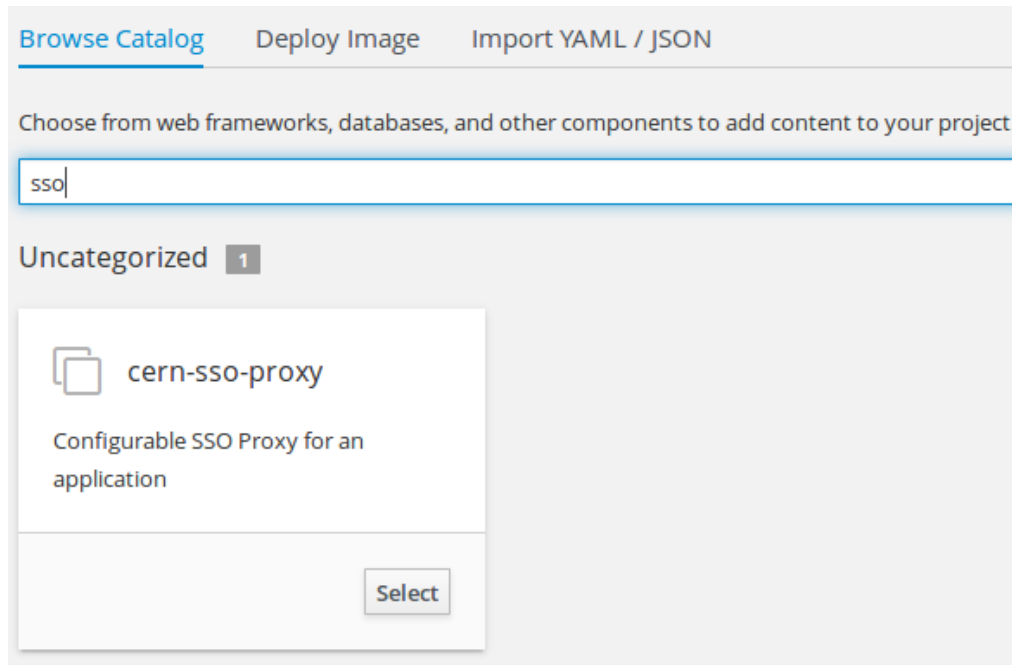 Browse Catalog Deploy Image Import YAML / JSON
Choose from web frameworks, databases, and other components to add content to your project
sso
Uncategorized 1
cern-sso-proxy
Configurable SSO Proxy for an
application
Select